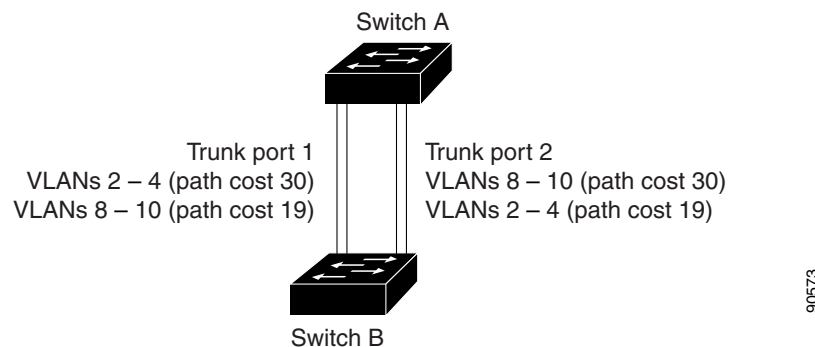 Switch A
Trunk port 1
VLANs 2 – 4 (path cost 30)
VLANs 8 – 10 (path cost 19)
Trunk port 2
VLANs 8 – 10 (path cost 30)
VLANs 2 – 4 (path cost 19)
Switch B
90573